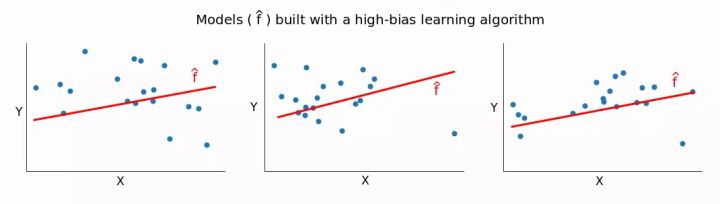 Models ( f̂ ) built with a high-bias learning algorithm
Y
f̂
X
Y
f̂
X
Y
f̂
X